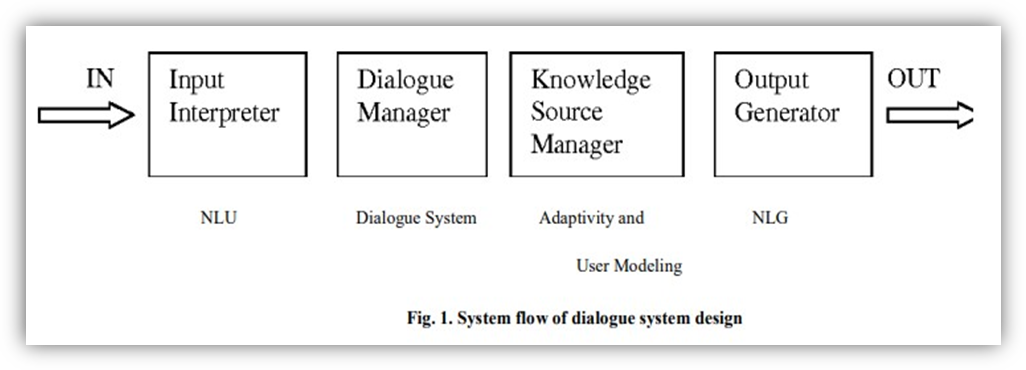 IN
Input
Interpreter
Dialogue
Manager
Knowledge
Source
Manager
Output
Generator
OUT
NLU
Dialogue System
Adaptivity and
User Modeling
NLG
Fig. 1. System flow of dialogue system design